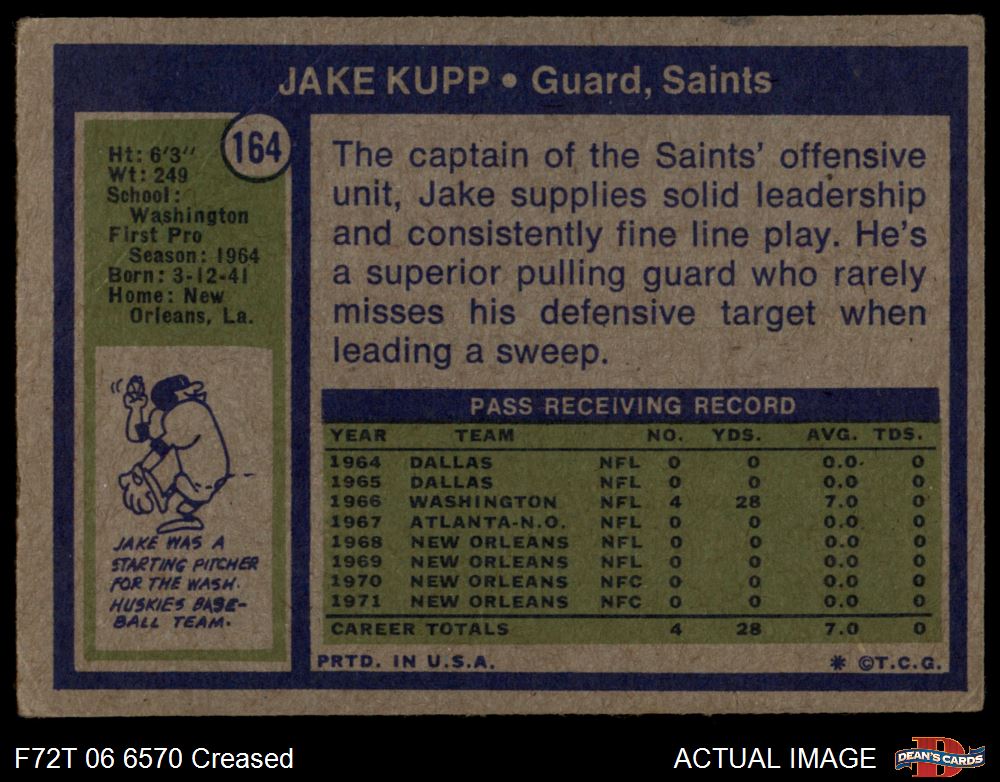 JAKE KUPP • Guard, Saints
164
Ht: 6'3"
Wt: 249
School:
Washington
First Pro
Season: 1964
Born: 3-12-41
Home: New
Orleans, La.
JAKE WAS A
STARTING PITCHER
FOR THE WASH.
HUSKIES BASE-
BALL TEAM.
The captain of the Saints' offensive
unit, Jake supplies solid leadership
and consistently fine line play. He's
a superior pulling guard who rarely
misses his defensive target when
leading a sweep.
PASS RECEIVING RECORD
YEAR TEAM NO. YDS. AVG. TDS.
1964 DALLAS NFL 0 0 0.0 0
1965 DALLAS NFL 0 0 0.0 0
1966 WASHINGTON NFL 4 28 7.0 0
1967 ATLANTA-N.O. NFL 0 0 0.0 0
1968 NEW ORLEANS NFL 0 0 0.0 0
1969 NEW ORLEANS NFL 0 0 0.0 0
1970 NEW ORLEANS NFC 0 0 0.0 0
1971 NEW ORLEANS NFC 0 0 0.0 0
CAREER TOTALS 4 28 7.0 0
PRTD. IN U.S.A. * ©T.C.G.
F72T 06 6570 Creased
ACTUAL IMAGE
D
DEAN'S CARDS